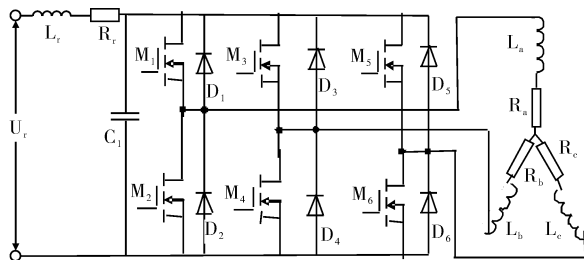 L_r
R_r
U_r
C_1
M_1
D_1
M_3
D_3
M_5
D_5
M_2
D_2
M_4
D_4
M_6
D_6
L_a
R_a
R_b
R_c
L_b
L_c